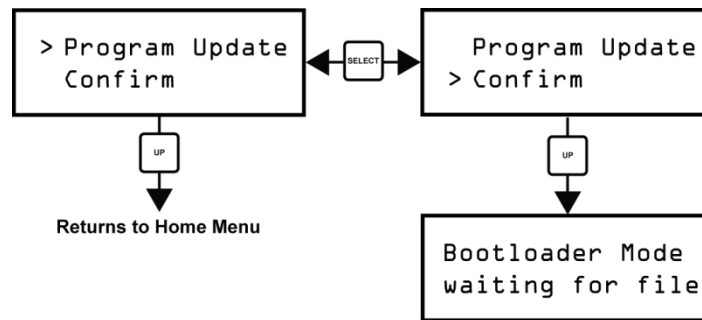 > Program Update
Confirm
SELECT
Program Update
> Confirm
UP
UP
Returns to Home Menu
Bootloader Mode
waiting for file